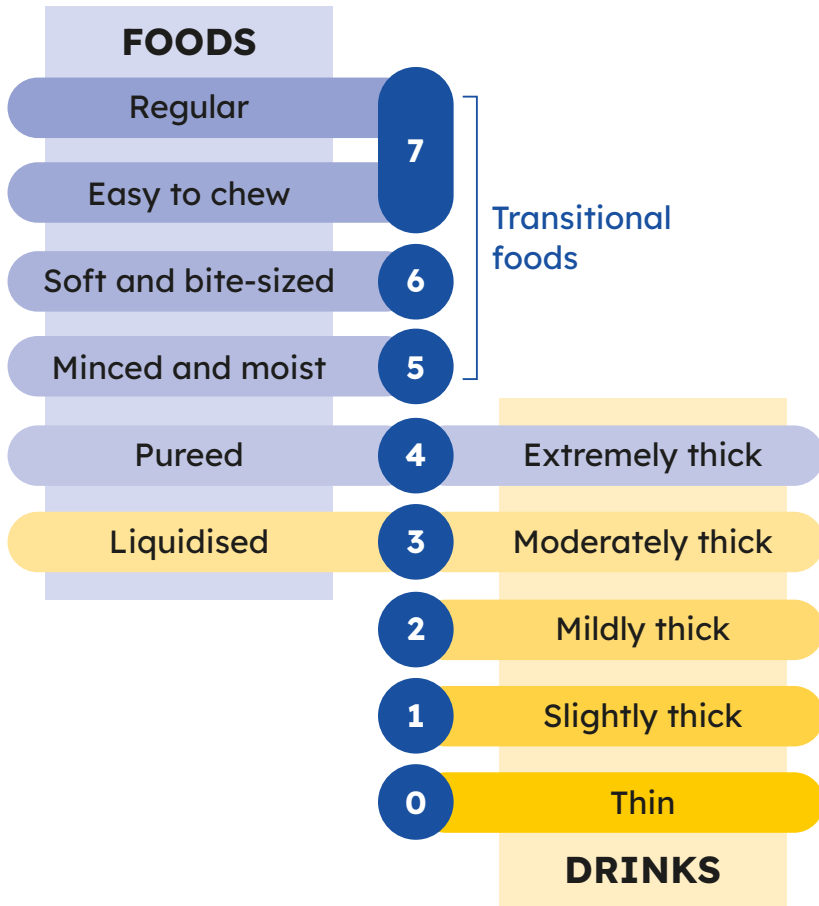 FOODS
Regular
7
Easy to chew
Transitional
foods
Soft and bite-sized
6
Minced and moist
5
Pureed
4
Extremely thick
Liquidised
3
Moderately thick
2
Mildly thick
1
Slightly thick
0
Thin
DRINKS